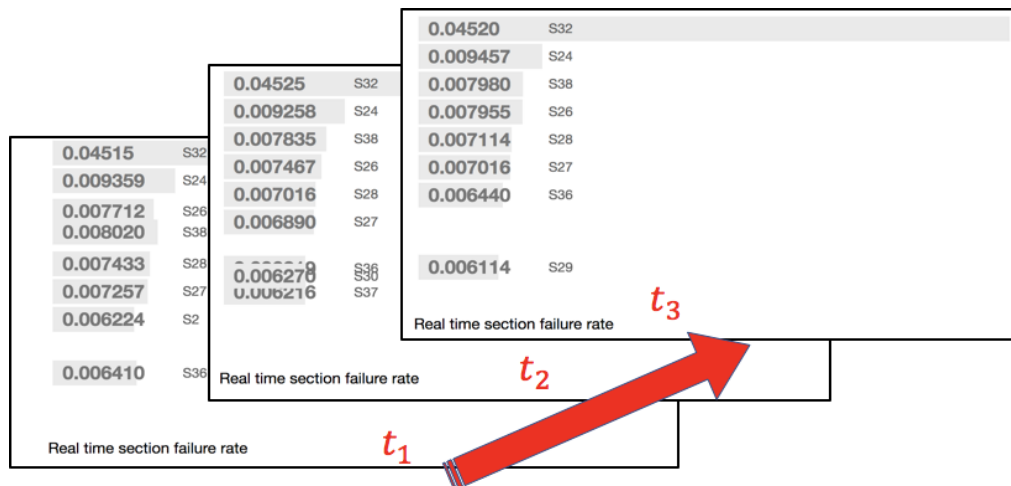 0.04515 S32
0.009359 S24
0.007712 S26
0.008020 S38
0.007433 S28
0.007257 S27
0.006224 S2
0.006410 S36
Real time section failure rate
t1
0.04525 S32
0.009258 S24
0.007835 S38
0.007467 S26
0.007016 S28
0.006890 S27
S36
0.006270 S30
0.006216 S37
Real time section failure rate
t2
0.04520 S32
0.009457 S24
0.007980 S38
0.007955 S26
0.007114 S28
0.007016 S27
0.006440 S36
0.006114 S29
Real time section failure rate
t3